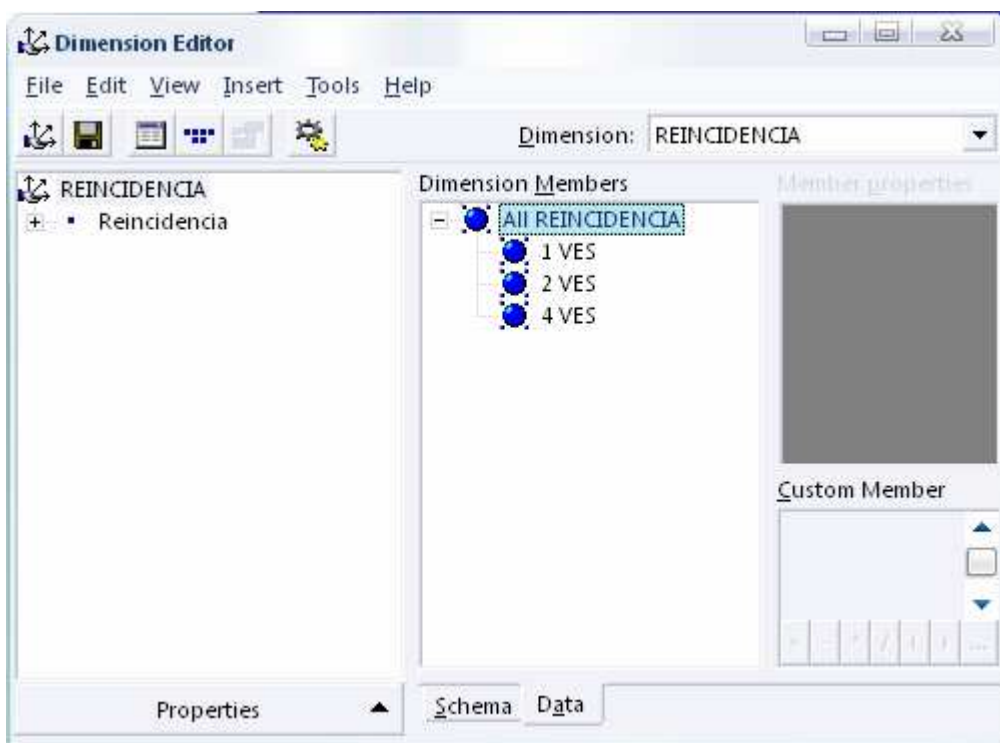 Dimension Editor
File Edit View Insert Tools Help
Dimension: REINCIDENCIA
REINCIDENCIA
Reincidencia
Dimension Members
All REINCIDENCIA
1 VES
2 VES
4 VES
Member properties
Custom Member
+ - * / ( ) ...
Properties
Schema Data